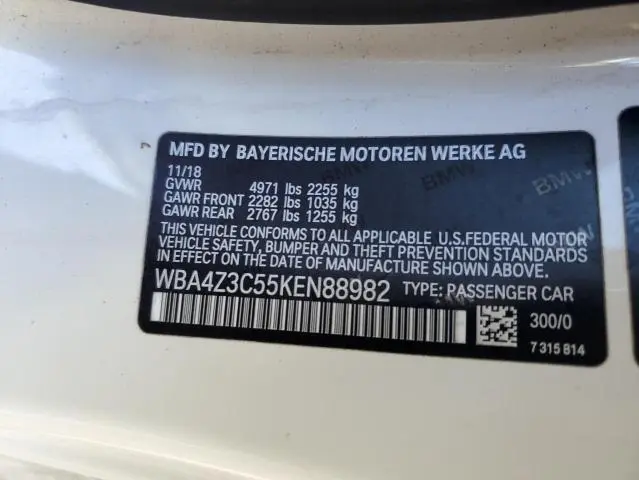 MFD BY BAYERISCHE MOTOREN WERKE AG
11/18
GVWR 4971 lbs 2255 kg
GAWR FRONT 2282 lbs 1035 kg
GAWR REAR 2767 lbs 1255 kg
THIS VEHICLE CONFORMS TO ALL APPLICABLE U.S.FEDERAL MOTOR
VEHICLE SAFETY, BUMPER AND THEFT PREVENTION STANDARDS
IN EFFECT ON THE DATE OF MANUFACTURE SHOWN ABOVE.
WBA4Z3C55KEN88982 TYPE: PASSENGER CAR
300/0
7 315 814
BMW